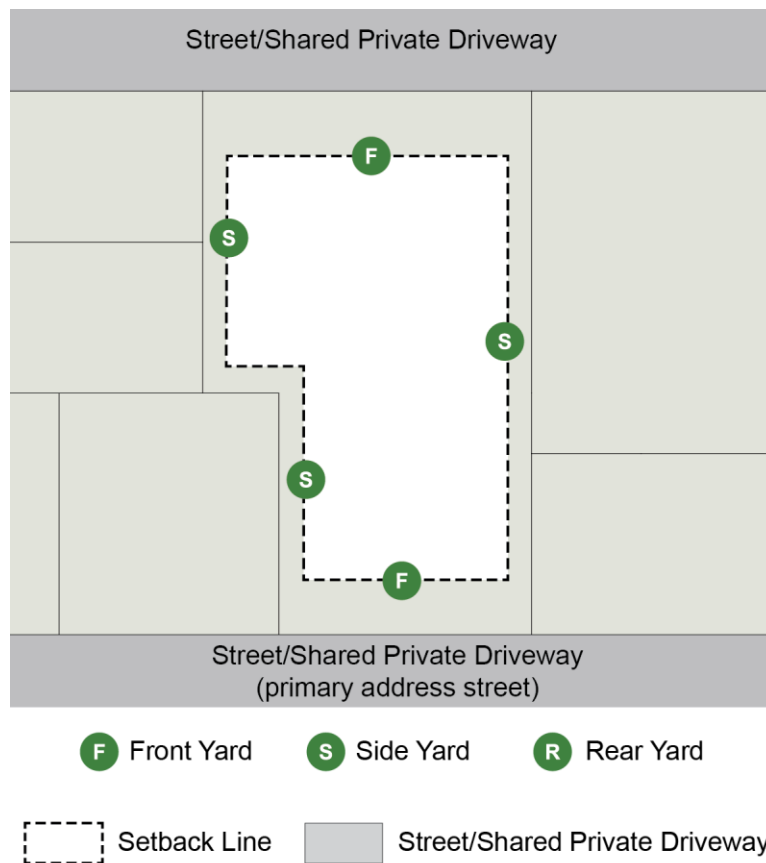 Street/Shared Private Driveway
F
S
S
S
F
Street/Shared Private Driveway
(primary address street)
F Front Yard S Side Yard R Rear Yard
Setback Line Street/Shared Private Driveway